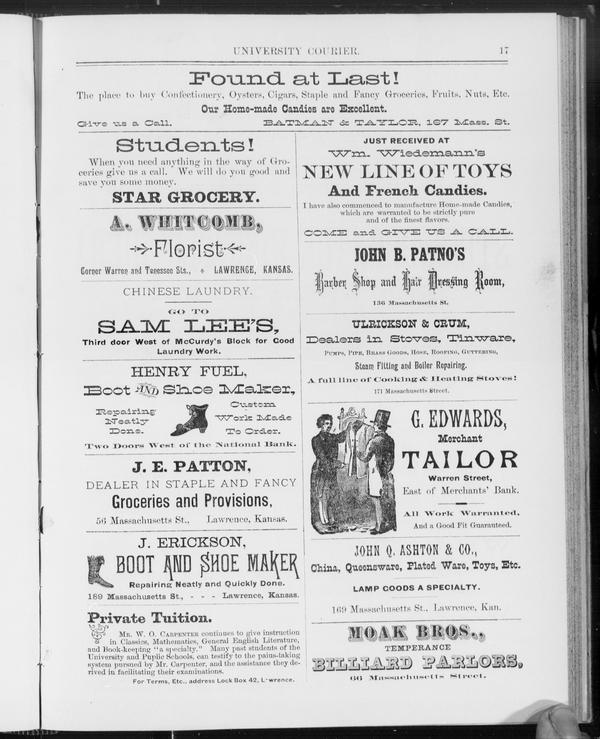 UNIVERSITY COURIER. 17
Found at Last!
The place to buy Confectionery, Oysters, Cigars, Staple and Fancy Groceries, Fruits, Nuts, Etc.
Our Home-made Candies are Excellent.
Give us a Call. BATMAN & TAYLOR, 187 Mass. St.
Students!
When you need anything in the way of Gro-
ceries give us a call. We will do you good and
save you some money.
STAR GROCERY.
A. WHITCOMB,
Florist
Corner Warren and Tennessee Sts., LAWRENCE, KANSAS.
CHINESE LAUNDRY.
GO TO
SAM LEE'S,
Third door West of McCurdy's Block for Good
Laundry Work.
HENRY FUEL,
Boot AND Shoe Maker,
Repairing
Neatly
Done.
Custom
Work Made
To Order.
Two Doors West of the National Bank.
J. E. PATTON,
DEALER IN STAPLE AND FANCY
Groceries and Provisions,
56 Massachusetts St., Lawrence, Kansas.
J. ERICKSON,
BOOT AND SHOE MAKER
Repairing Neatly and Quickly Done.
189 Massachusetts St., - - - Lawrence, Kansas.
Private Tuition.
MR. W. O. CARPENTER continues to give instruction
in Classics, Mathematics, General English Literature,
and Book-keeping "a specialty." Many past students of the
University and Puplic Schools, can testify to the pains-taking
system pursued by Mr. Carpenter, and the assistance they de-
rived in facilitating their examinations.
For Terms, Etc., address Lock Box 42, Lawrence.
JUST RECEIVED AT
Wm. Wiedemann's
NEW LINE OF TOYS
And French Candies.
I have also commenced to manufacture Home-made Candies,
which are warranted to be strictly pure
and of the finest flavors.
COME and GIVE US A CALL.
JOHN B. PATNO'S
Barber Shop and Hair Dressing Room,
136 Massachusetts St.
ULRICKSON & CRUM,
Dealers in Stoves, Tinware,
PUMPS, PIPE, BRASS GOODS, HOSE, ROOFING, GUTTERING,
Steam Fitting and Boiler Repairing.
A full line of Cooking & Heating Stoves!
171 Massachusetts Street.
G. EDWARDS,
Merchant
TAILOR
Warren Street,
East of Merchants' Bank.
All Work Warranted,
And a Good Fit Guaranteed.
JOHN Q. ASHTON & CO.,
China, Queensware, Plated Ware, Toys, Etc.
LAMP GOODS A SPECIALTY.
169 Massachusetts St., Lawrence, Kan.
MOAK BROS.,
TEMPERANCE
BILLIARD PARLORS,
66 Massachusetts Street.